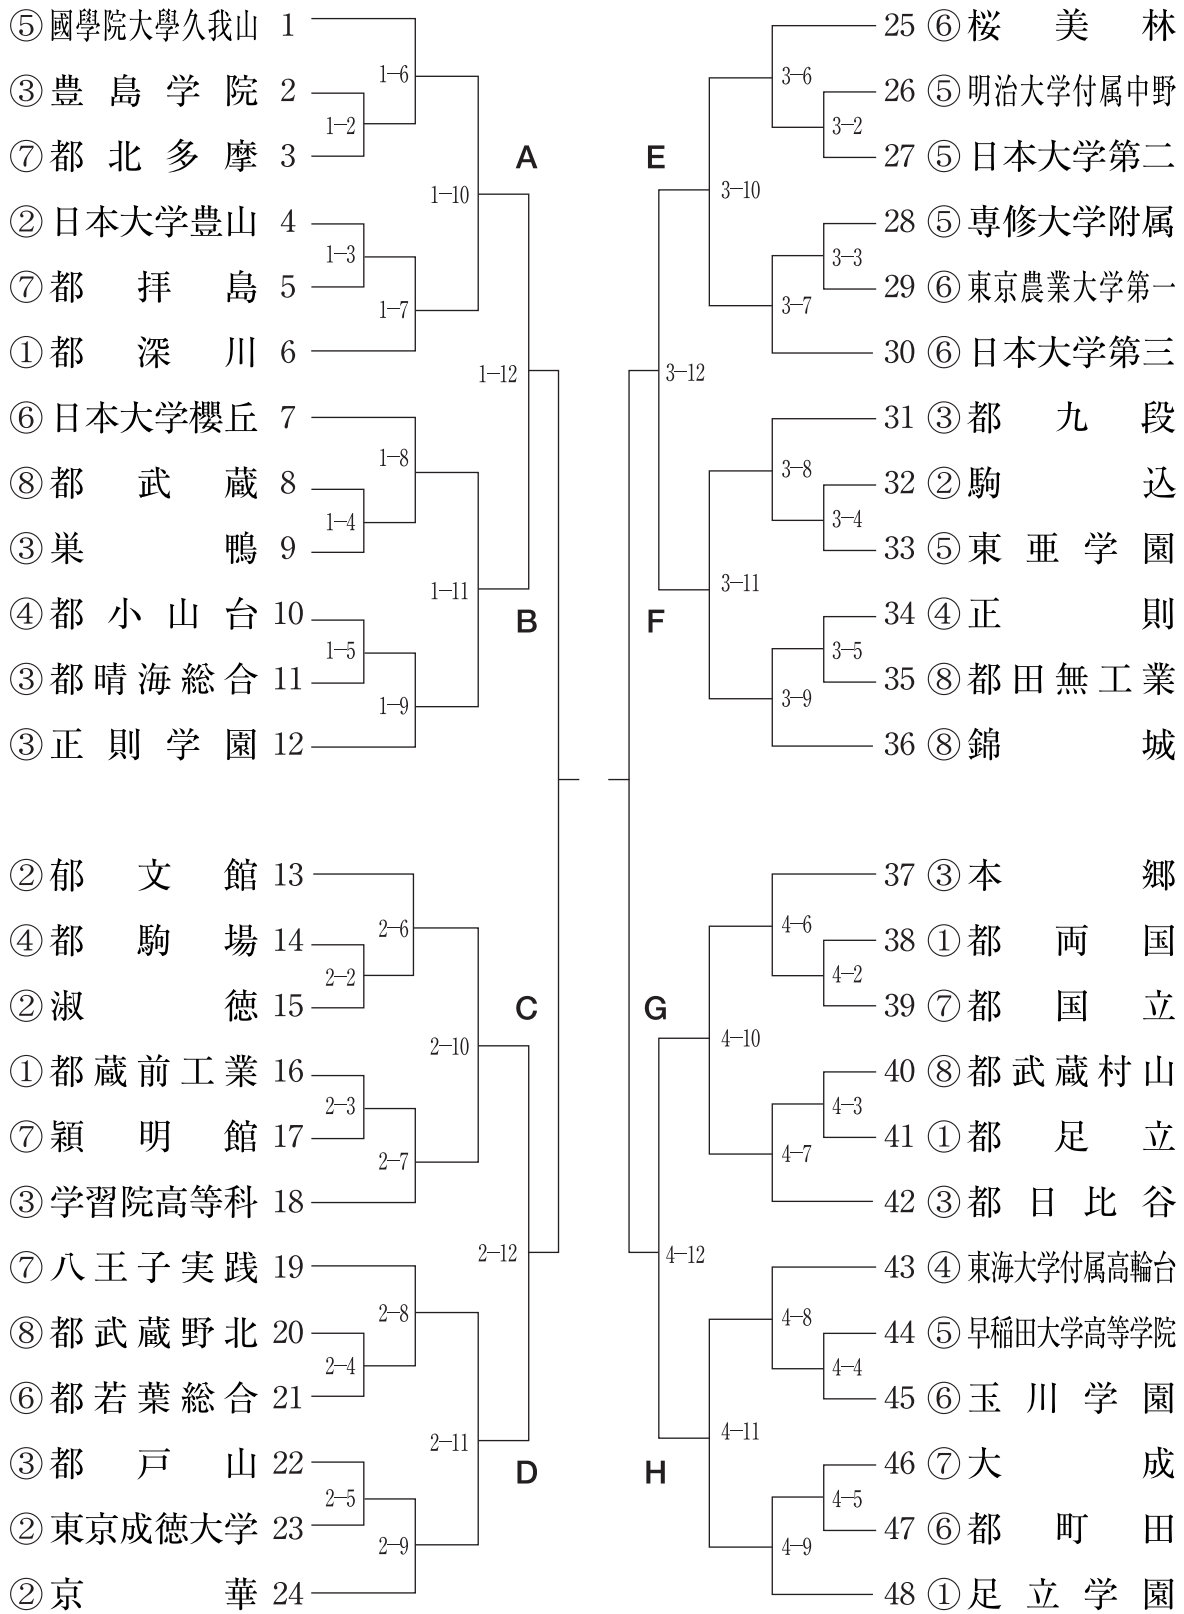 ⑤國學院大學久我山 1
1-6
③豊島学院 2
1-2
⑦都北多摩 3
A
1-10
②日本大学豊山 4
1-3
⑦都拝島 5
1-7
①都深川 6
1-12
⑥日本大学櫻丘 7
1-8
⑧都武蔵 8
1-4
③巣鴨 9
1-11
B
④都小山台 10
1-5
③都晴海総合 11
1-9
③正則学園 12
②郁文館 13
2-6
④都駒場 14
2-2
②淑徳 15
C
2-10
①都蔵前工業 16
2-3
⑦穎明館 17
2-7
③学習院高等科 18
2-12
⑦八王子実践 19
2-8
⑧都武蔵野北 20
2-4
⑥都若葉総合 21
2-11
D
③都戸山 22
2-5
②東京成徳大学 23
2-9
②京華 24
25 ⑥桜美林
3-6
26 ⑤明治大学付属中野
3-2
27 ⑤日本大学第二
E
3-10
28 ⑤専修大学附属
3-3
29 ⑥東京農業大学第一
3-7
30 ⑥日本大学第三
3-12
31 ③都九段
3-8
32 ②駒込
3-4
33 ⑤東亜学園
3-11
F
34 ④正則
3-5
35 ⑧都田無工業
3-9
36 ⑧錦城
37 ③本郷
4-6
38 ①都両国
4-2
39 ⑦都国立
G
4-10
40 ⑧都武蔵村山
4-3
41 ①都足立
4-7
42 ③都日比谷
4-12
43 ④東海大学付属高輪台
4-8
44 ⑤早稲田大学高等学院
4-4
45 ⑥玉川学園
4-11
H
46 ⑦大成
4-5
47 ⑥都町田
4-9
48 ①足立学園